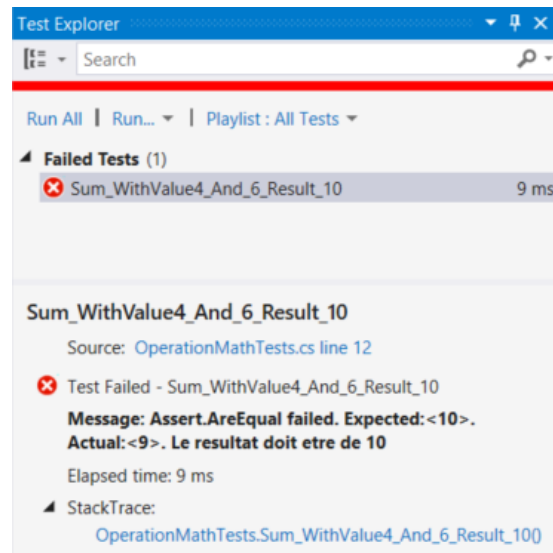 Test Explorer
Search
Run All | Run... | Playlist : All Tests
Failed Tests (1)
Sum_WithValue4_And_6_Result_10 9 ms
Sum_WithValue4_And_6_Result_10
Source: OperationMathTests.cs line 12
Test Failed - Sum_WithValue4_And_6_Result_10
Message: Assert.AreEqual failed. Expected:<10>.
Actual:<9>. Le resultat doit etre de 10
Elapsed time: 9 ms
StackTrace:
OperationMathTests.Sum_WithValue4_And_6_Result_10()